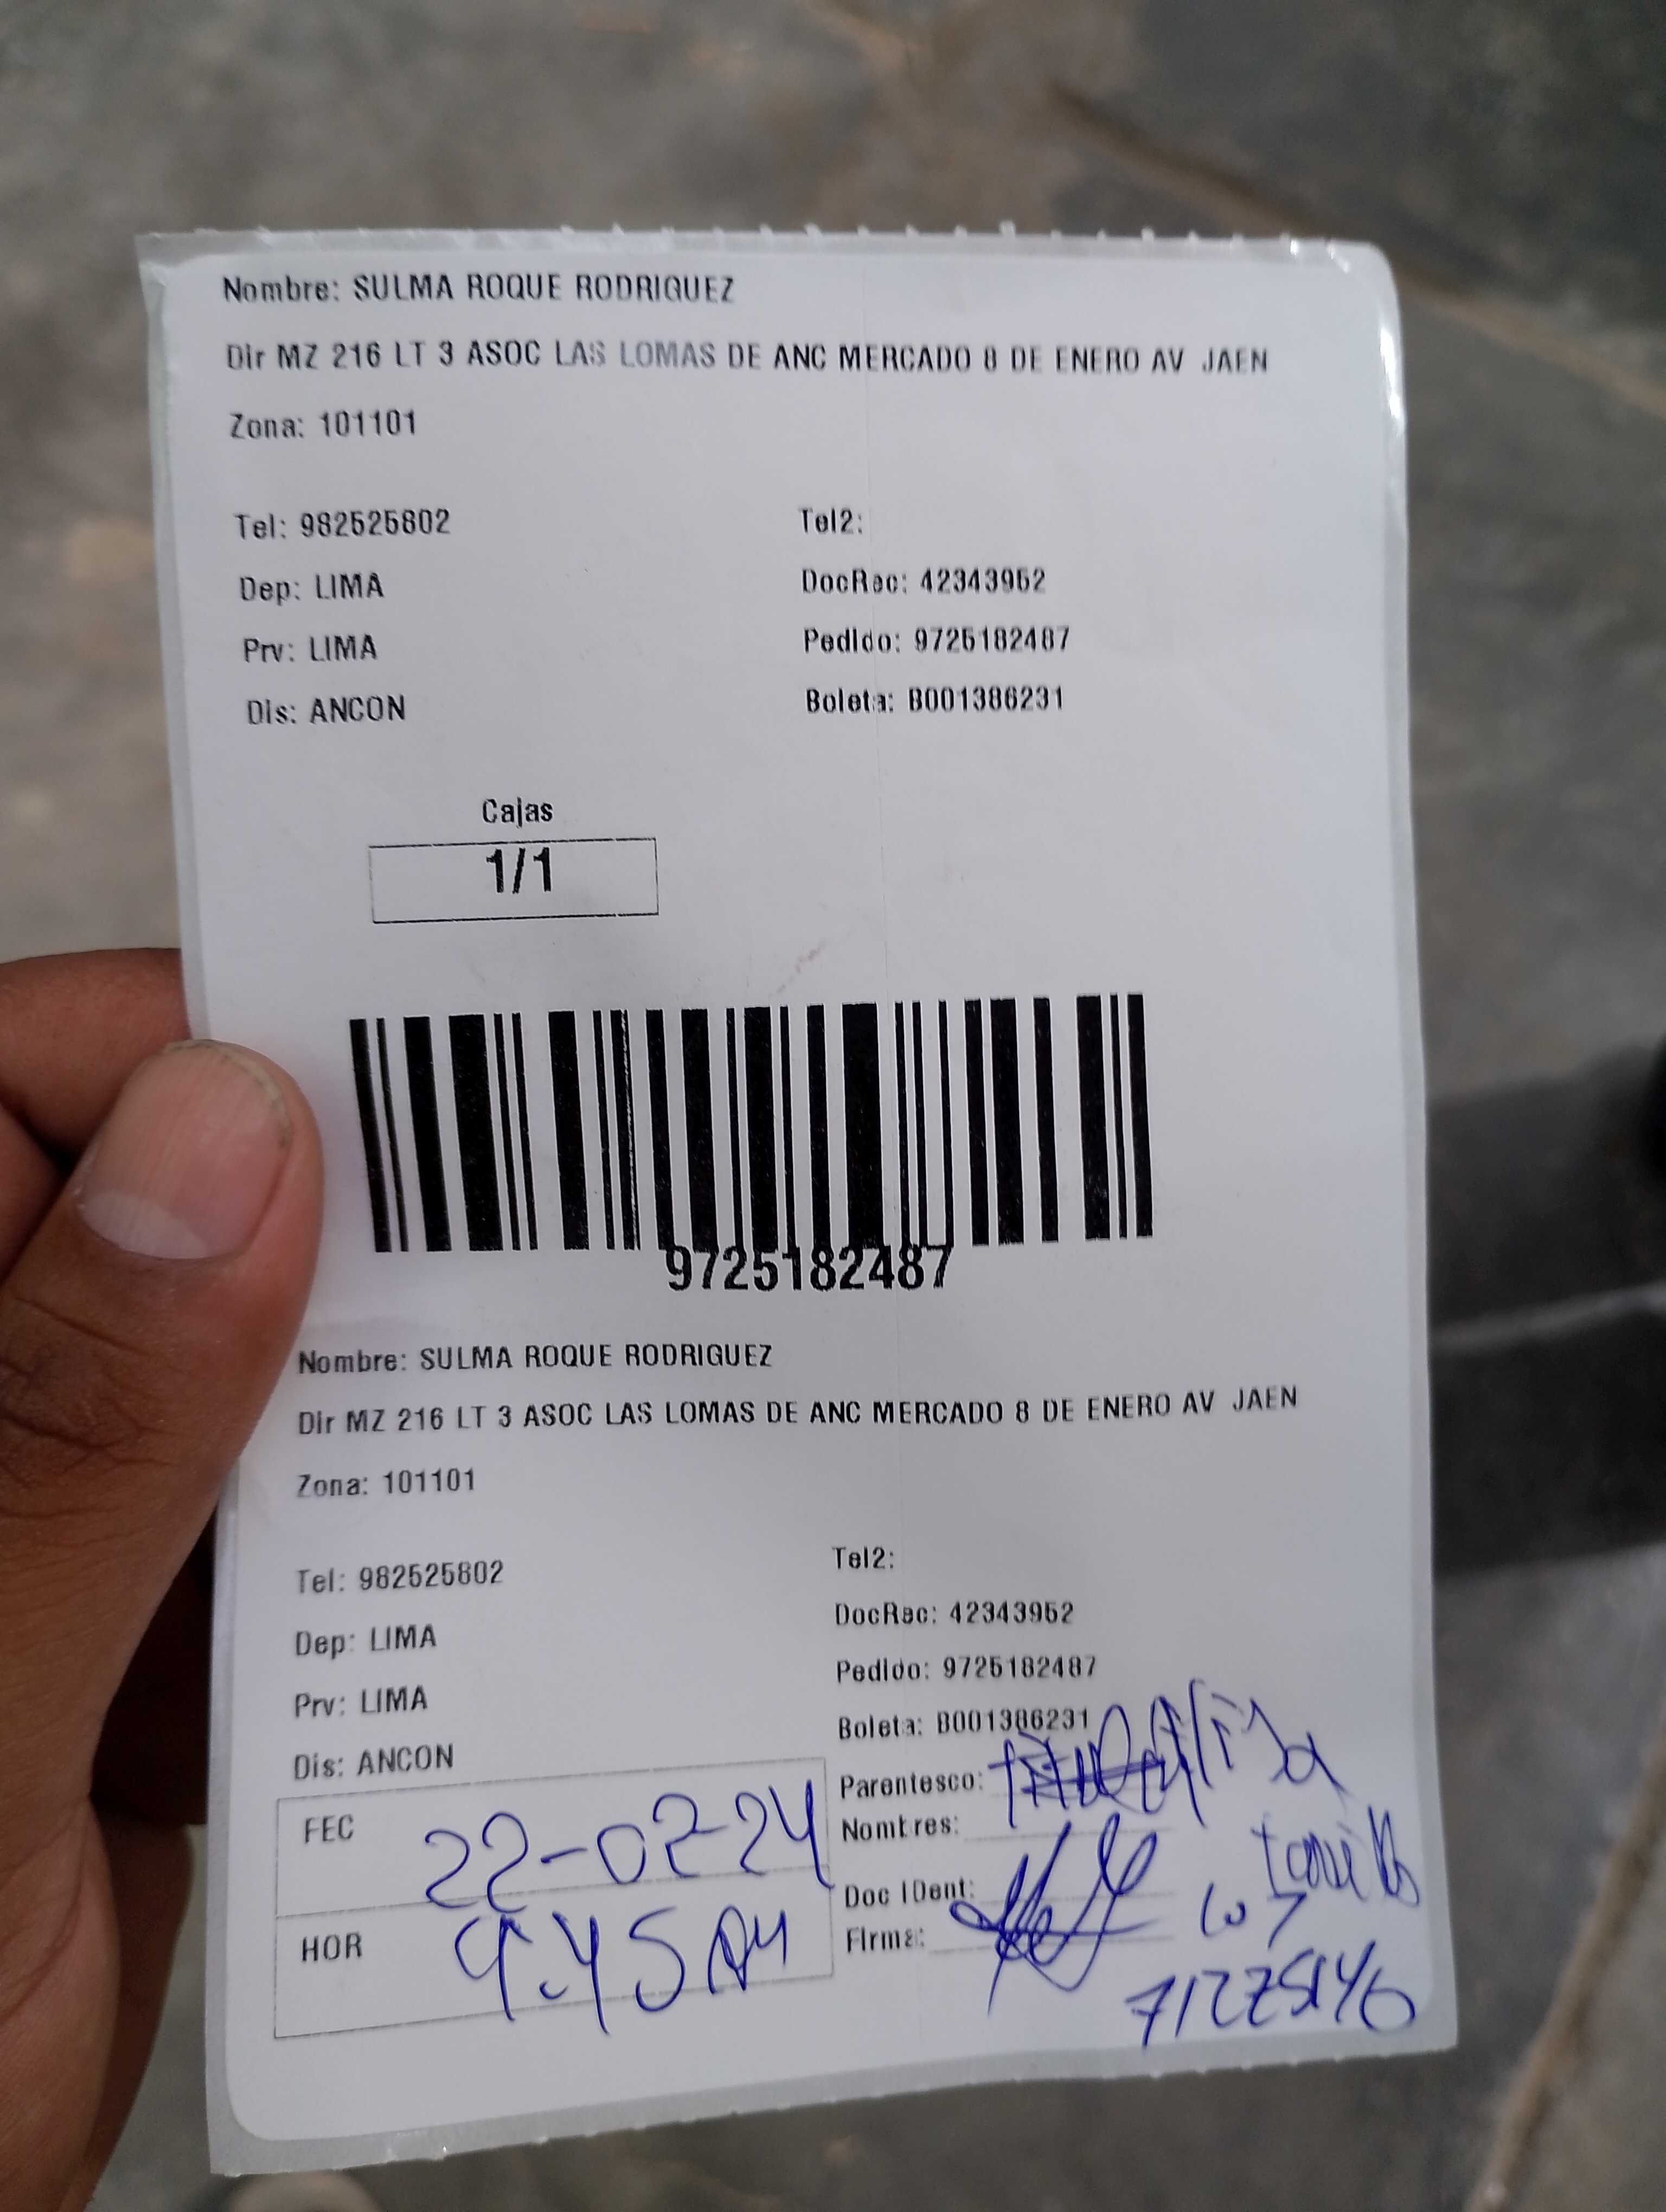 Nombre: SULMA ROQUE RODRIGUEZ
Dir MZ 216 LT 3 ASOC LAS LOMAS DE ANC MERCADO 8 DE ENERO AV JAEN
Zona: 101101
Tel: 982525802
Tel2:
Dep: LIMA
DocRec: 42343952
Prv: LIMA
Pedido: 9725182487
Dis: ANCON
Boleta: B001386231
Cajas
1/1
9725182487
Nombre: SULMA ROQUE RODRIGUEZ
Dir MZ 216 LT 3 ASOC LAS LOMAS DE ANC MERCADO 8 DE ENERO AV JAEN
Zona: 101101
Tel: 982525802
Tel2:
Dep: LIMA
DocRec: 42343952
Prv: LIMA
Pedido: 9725182487
Dis: ANCON
Boleta: B001386231
Parentesco:
Nombres:
FEC 22-02-24
Doc IDent:
HOR 9.45 AM
Firma: